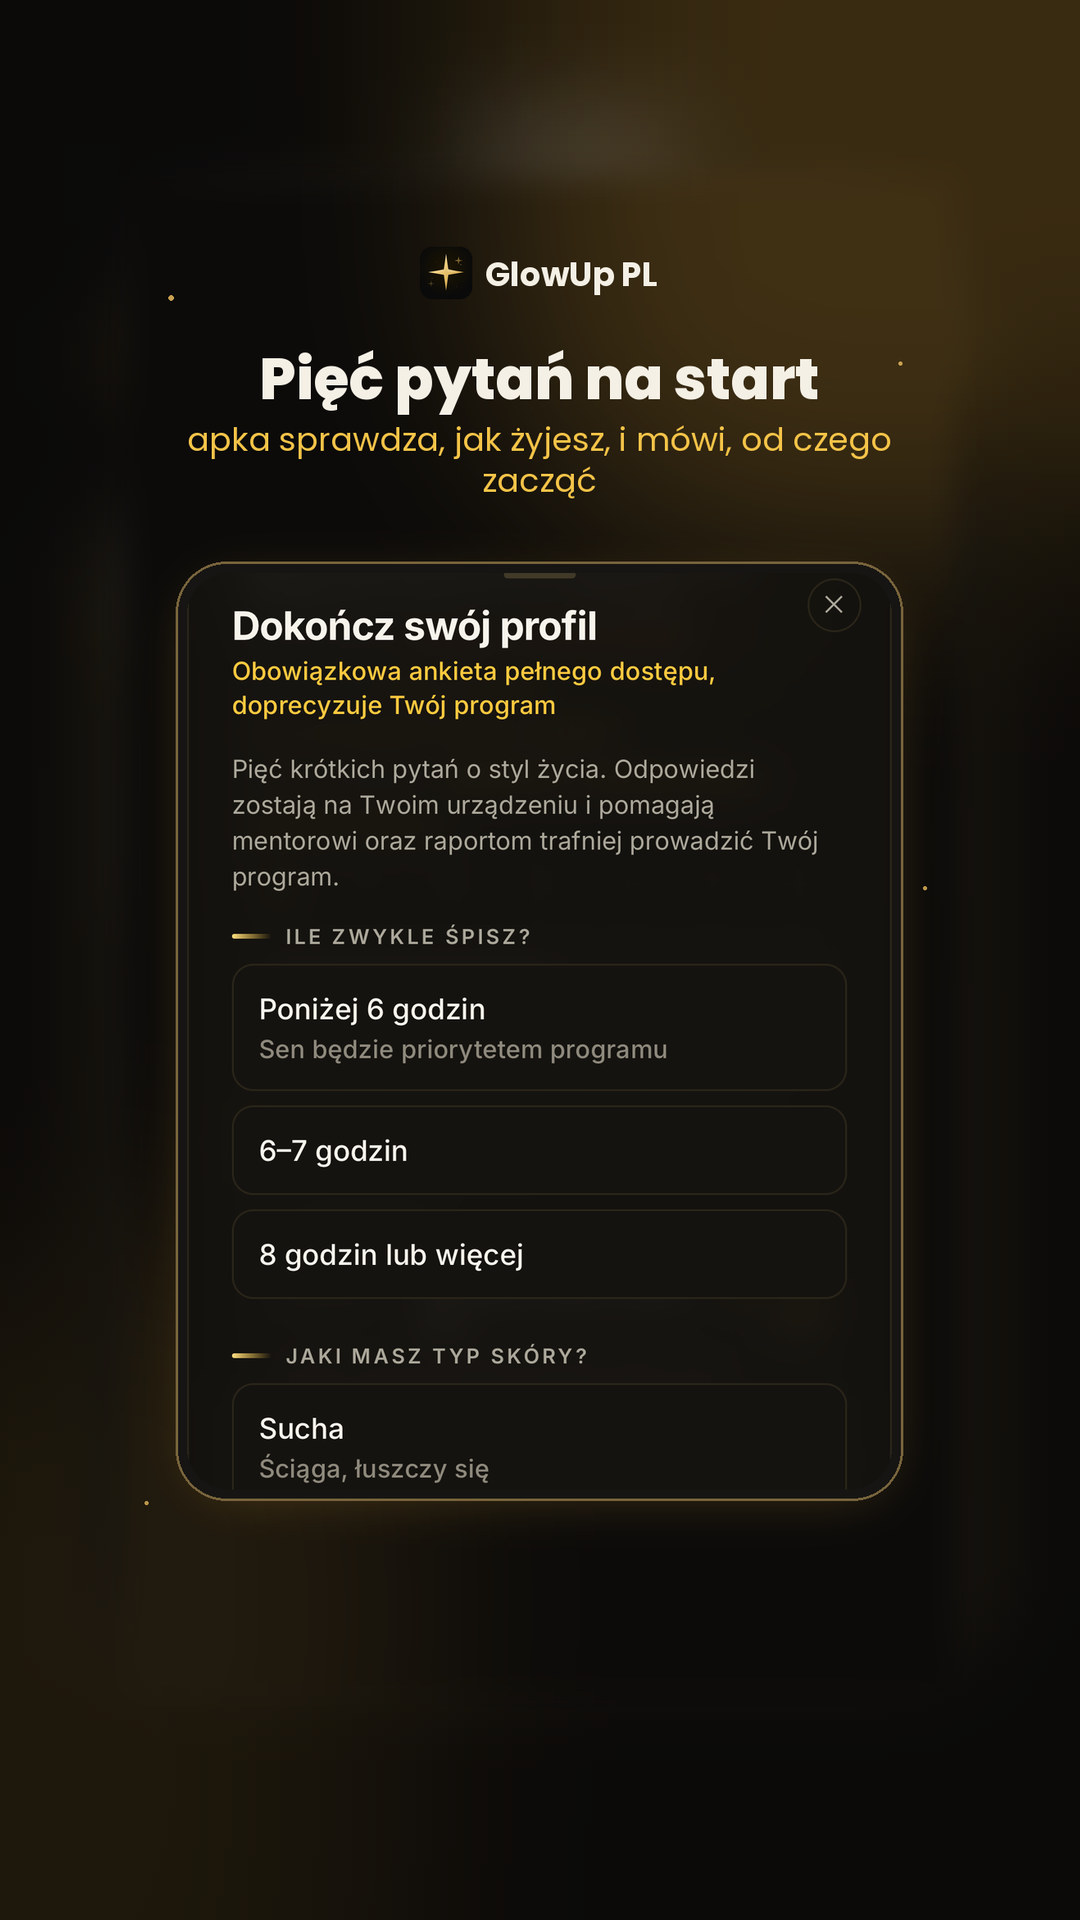 GlowUp PL
Pięć pytań na start
apka sprawdza, jak żyjesz, i mówi, od czego
zacząć
Dokończ swój profil
Obowiązkowa ankieta pełnego dostępu,
doprecyzuje Twój program
Pięć krótkich pytań o styl życia. Odpowiedzi
zostają na Twoim urządzeniu i pomagają
mentorowi oraz raportom trafniej prowadzić Twój
program.
ILE ZWYKLE ŚPISZ?
Poniżej 6 godzin
Sen będzie priorytetem programu
6–7 godzin
8 godzin lub więcej
JAKI MASZ TYP SKÓRY?
Sucha
Ściąga, łuszczy się